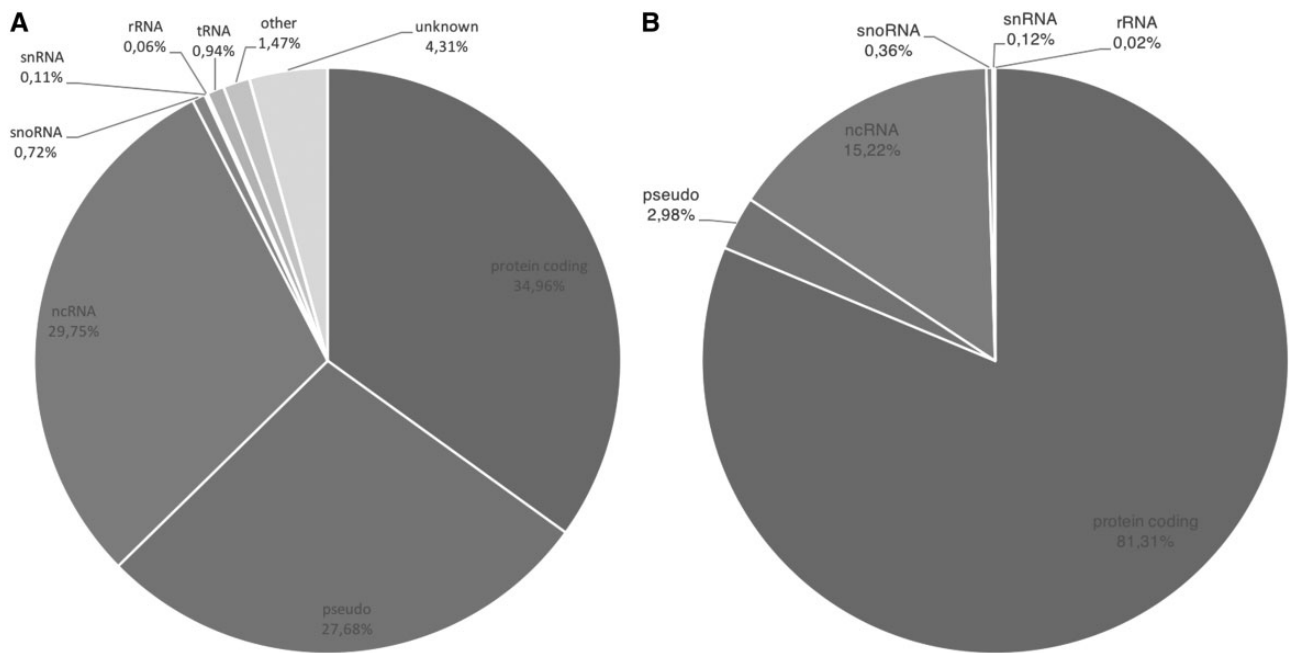 A
rRNA
0,06%
tRNA
0,94%
other
1,47%
unknown
4,31%
snRNA
0,11%
snoRNA
0,72%
protein coding
34,96%
ncRNA
29,75%
pseudo
27,68%
B
snoRNA
0,36%
snRNA
0,12%
rRNA
0,02%
ncRNA
15,22%
pseudo
2,98%
protein coding
81,31%